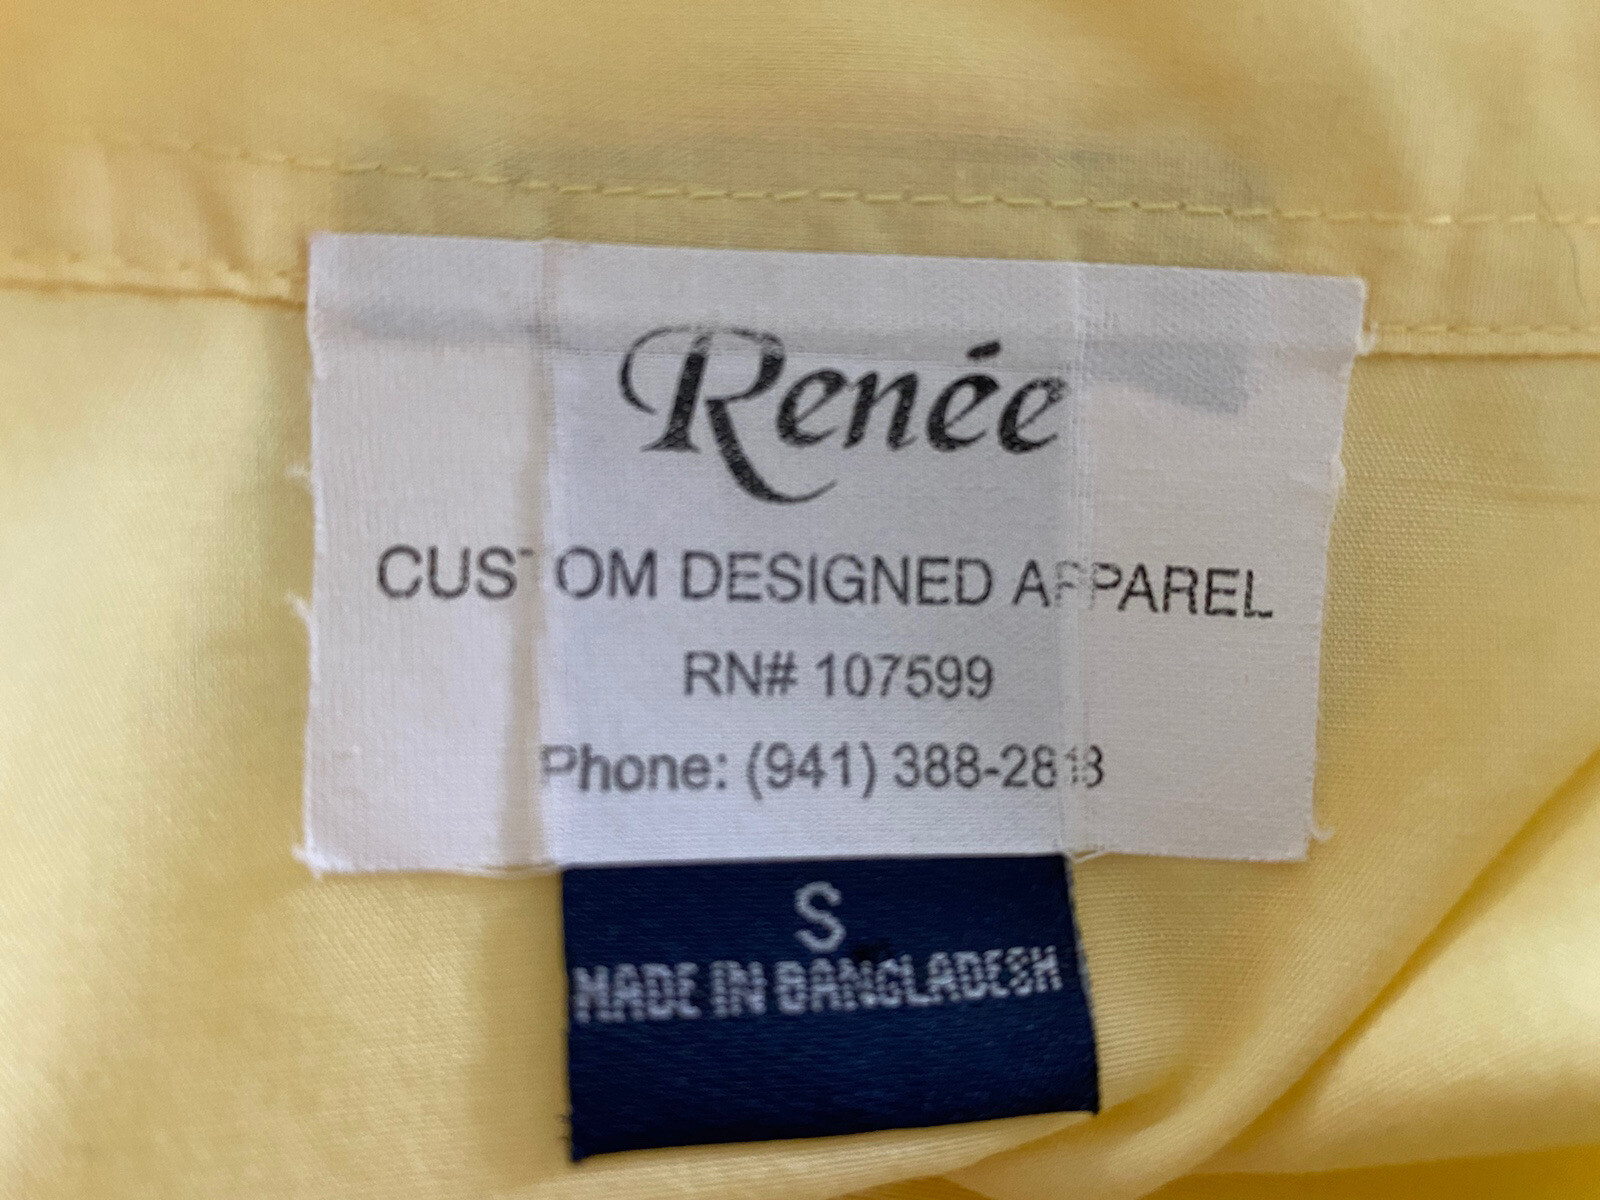 Renée
CUSTOM DESIGNED APPAREL
RN# 107599
Phone: (941) 388-2818
S
MADE IN BANGLADESH